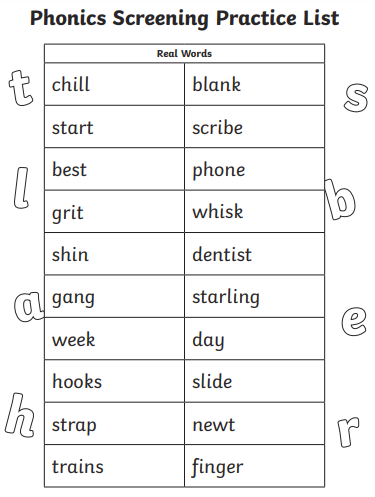 Phonics Screening Practice List
Real Words
chill blank
start scribe
best phone
grit whisk
shin dentist
gang starling
week day
hooks slide
strap newt
trains finger
t
s
l
b
a
e
h
r